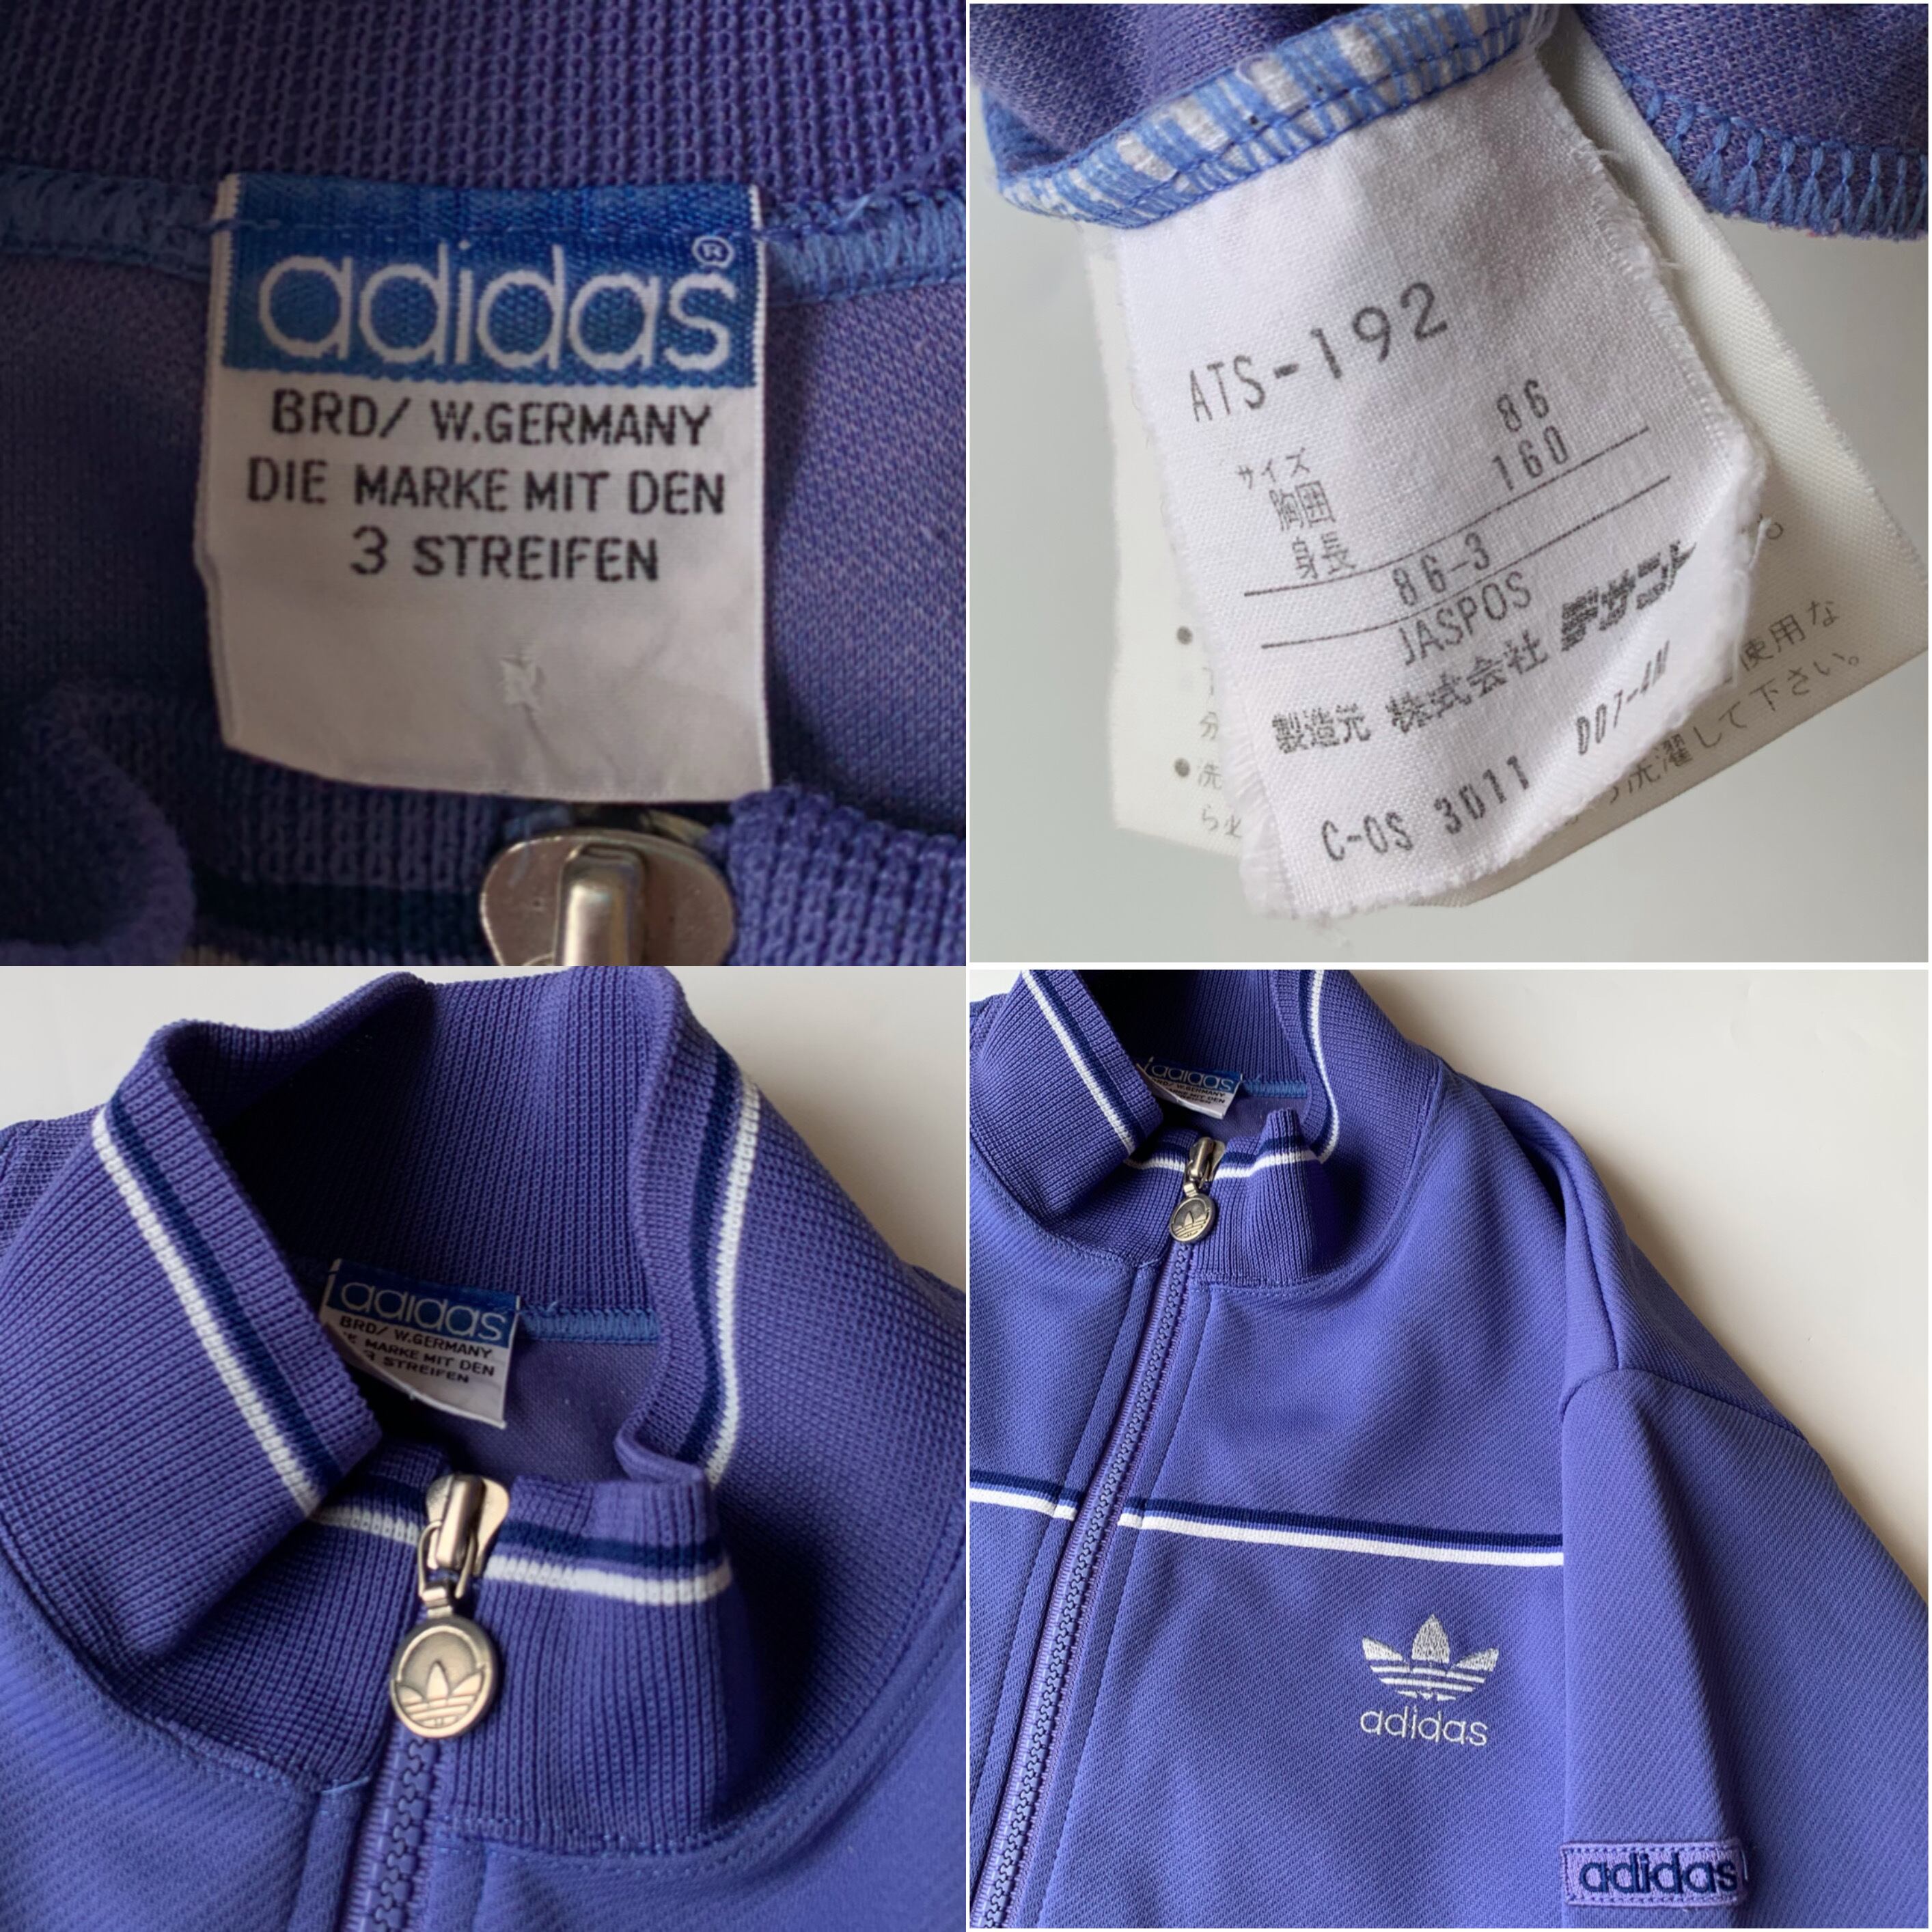 adidas®
BRD/ W.GERMANY
DIE MARKE MIT DEN
3 STREIFEN
ATS-192
サイズ
胸囲 86
身長 160
86-3
JASPOS
製造元 株式会社 デサント
C-OS 3011 D07-4M
使用な
洗濯して下さい。
adidas
BRD/ W.GERMANY
MARKE MIT DEN
3 STREIFEN
adidas
adidas
adidas